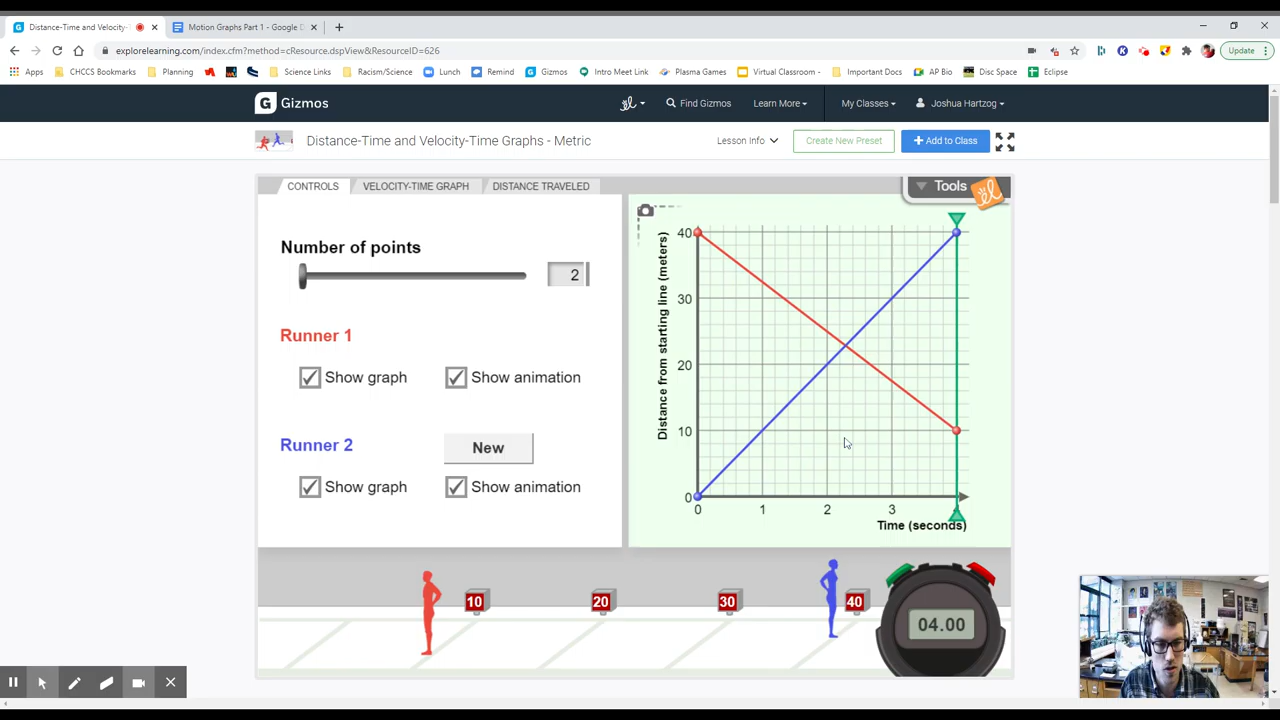 Distance-Time and Velocity-
Motion Graphs Part 1 - Google D
explorelearning.com/index.cfm?method=cResource.dspView&ResourceID=626
Update
Apps CHCCS Bookmarks Planning Science Links Racism/Science Lunch Remind Gizmos Intro Meet Link Plasma Games Virtual Classroom - Important Docs AP Bio Disc Space Eclipse
G Gizmos
Find Gizmos
Learn More
My Classes
Joshua Hartzog
Distance-Time and Velocity-Time Graphs - Metric
Lesson Info
Create New Preset
+ Add to Class
CONTROLS VELOCITY-TIME GRAPH DISTANCE TRAVELED
Tools
Number of points
2
Runner 1
Show graph Show animation
Runner 2 New
Show graph Show animation
Distance from starting line (meters)
40
30
20
10
0
0 1 2 3
Time (seconds)
10 20 30 40
04.00